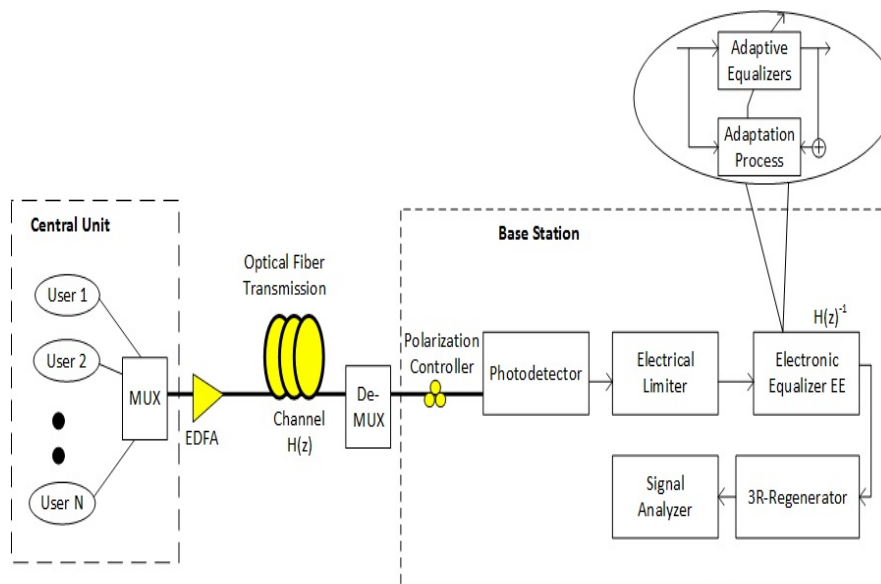 Adaptive
Equalizers
Adaptation
Process
Central Unit
Base Station
User 1
User 2
User N
MUX
EDFA
Optical Fiber
Transmission
Channel
H(z)
De-
MUX
Polarization
Controller
Photodetector
Electrical
Limiter
H(z)⁻¹
Electronic
Equalizer EE
Signal
Analyzer
3R-Regenerator